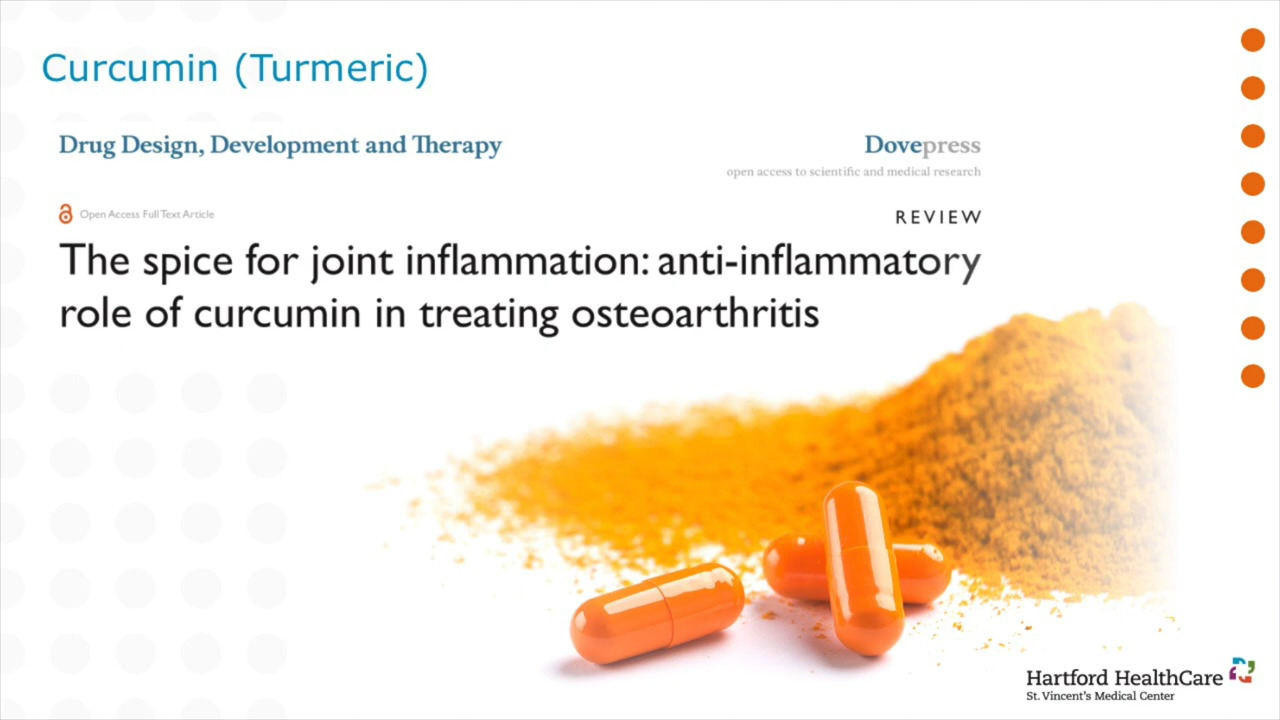 Curcumin (Turmeric)
Drug Design, Development and Therapy
Dovepress
open access to scientific and medical research
Open Access Full Text Article
REVIEW
The spice for joint inflammation: anti-inflammatory
role of curcumin in treating osteoarthritis
Hartford HealthCare
St. Vincent's Medical Center